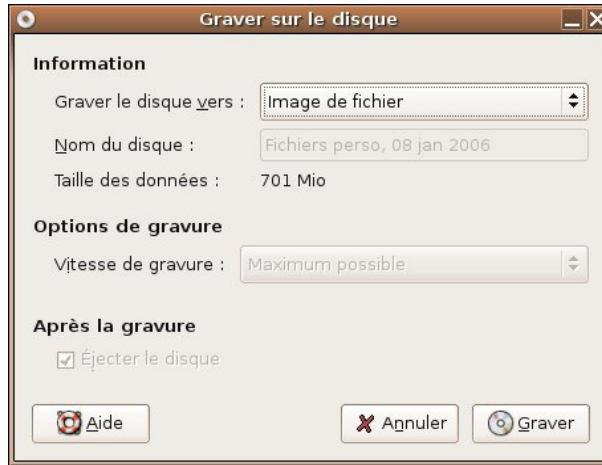 Graver sur le disque
Information
Graver le disque vers : Image de fichier
Nom du disque : Fichiers perso, 08 jan 2006
Taille des données : 701 Mio
Options de gravure
Vitesse de gravure : Maximum possible
Après la gravure
Éjecter le disque
Aide Annuler Graver